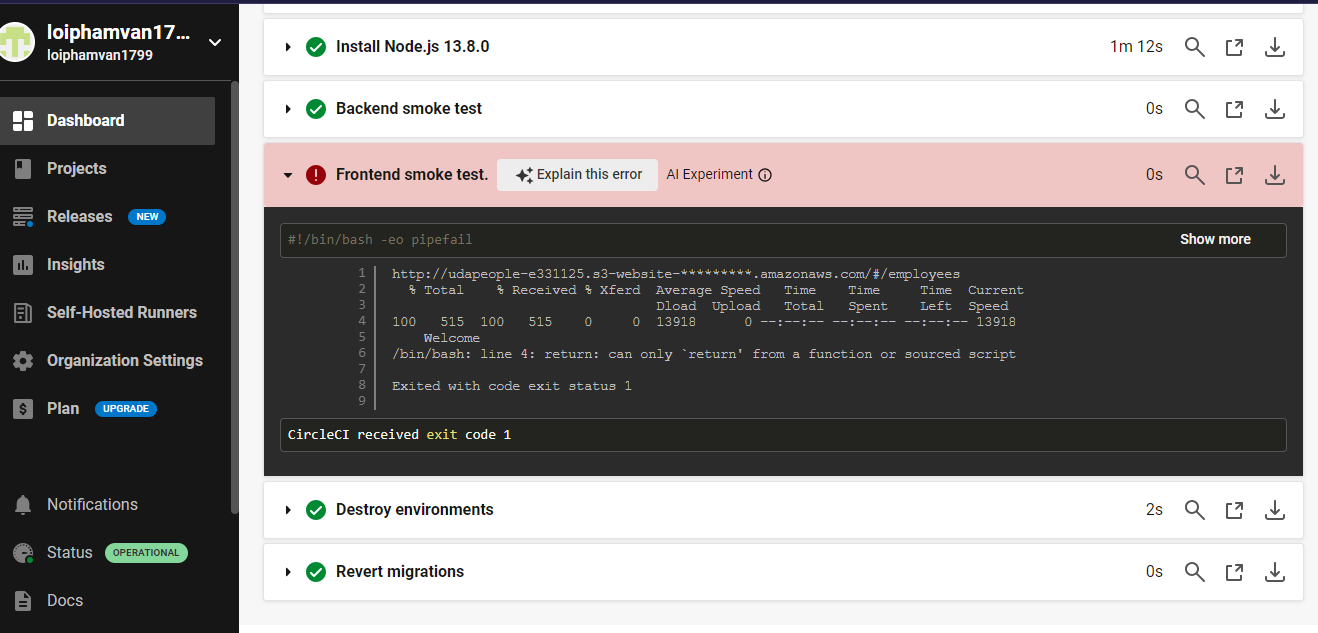 loiphamvan17...
loiphamvan1799
Dashboard
Projects
Releases NEW
Insights
Self-Hosted Runners
Organization Settings
Plan UPGRADE
Notifications
Status OPERATIONAL
Docs
Install Node.js 13.8.0 1m 12s
Backend smoke test 0s
Frontend smoke test. Explain this error AI Experiment 0s
#!/bin/bash -eo pipefail Show more
1 http://udapeople-e331125.s3-website-*********.amazonaws.com/#/employees
2 % Total % Received % Xferd Average Speed Time Time Time Current
3 Dload Upload Total Spent Left Speed
4 100 515 100 515 0 0 13918 0 --:--:-- --:--:-- --:--:-- 13918
5 Welcome
6 /bin/bash: line 4: return: can only `return' from a function or sourced script
7
8 Exited with code exit status 1
9
CircleCI received exit code 1
Destroy environments 2s
Revert migrations 0s